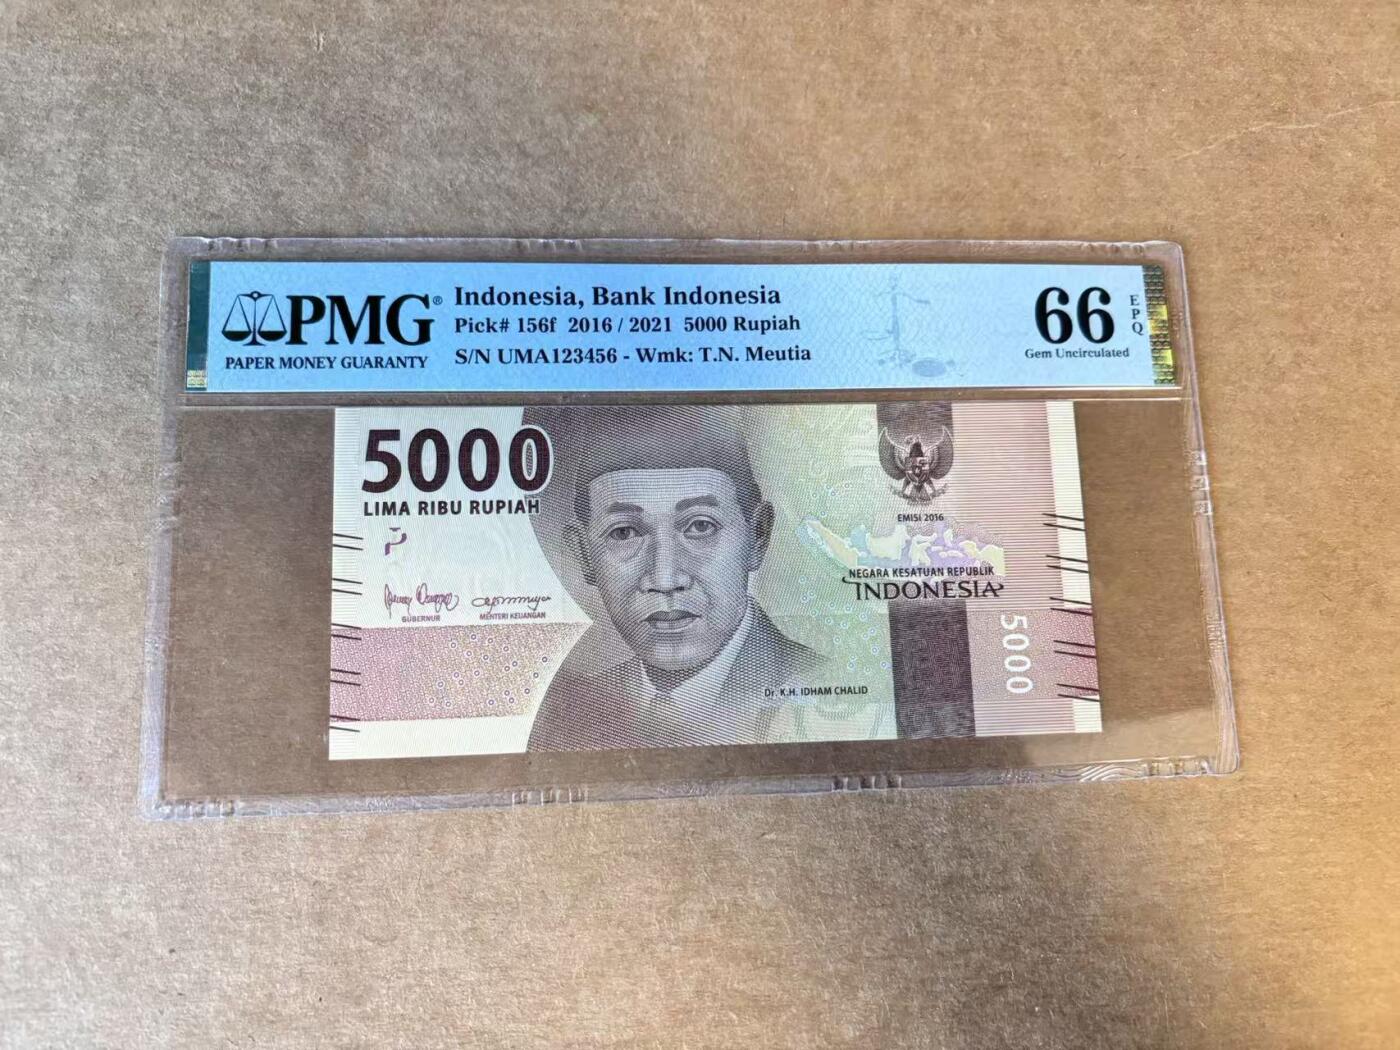 PMG®
PAPER MONEY GUARANTY
Indonesia, Bank Indonesia
Pick# 156f 2016 / 2021 5000 Rupiah
S/N UMA123456 - Wmk: T.N. Meutia
66 EPQ
Gem Uncirculated
5000
LIMA RIBU RUPIAH
GUBERNUR
MENTERI KEUANGAN
EMISI 2016
NEGARA KESATUAN REPUBLIK
INDONESIA
Dr. K.H. IDHAM CHALID
5000